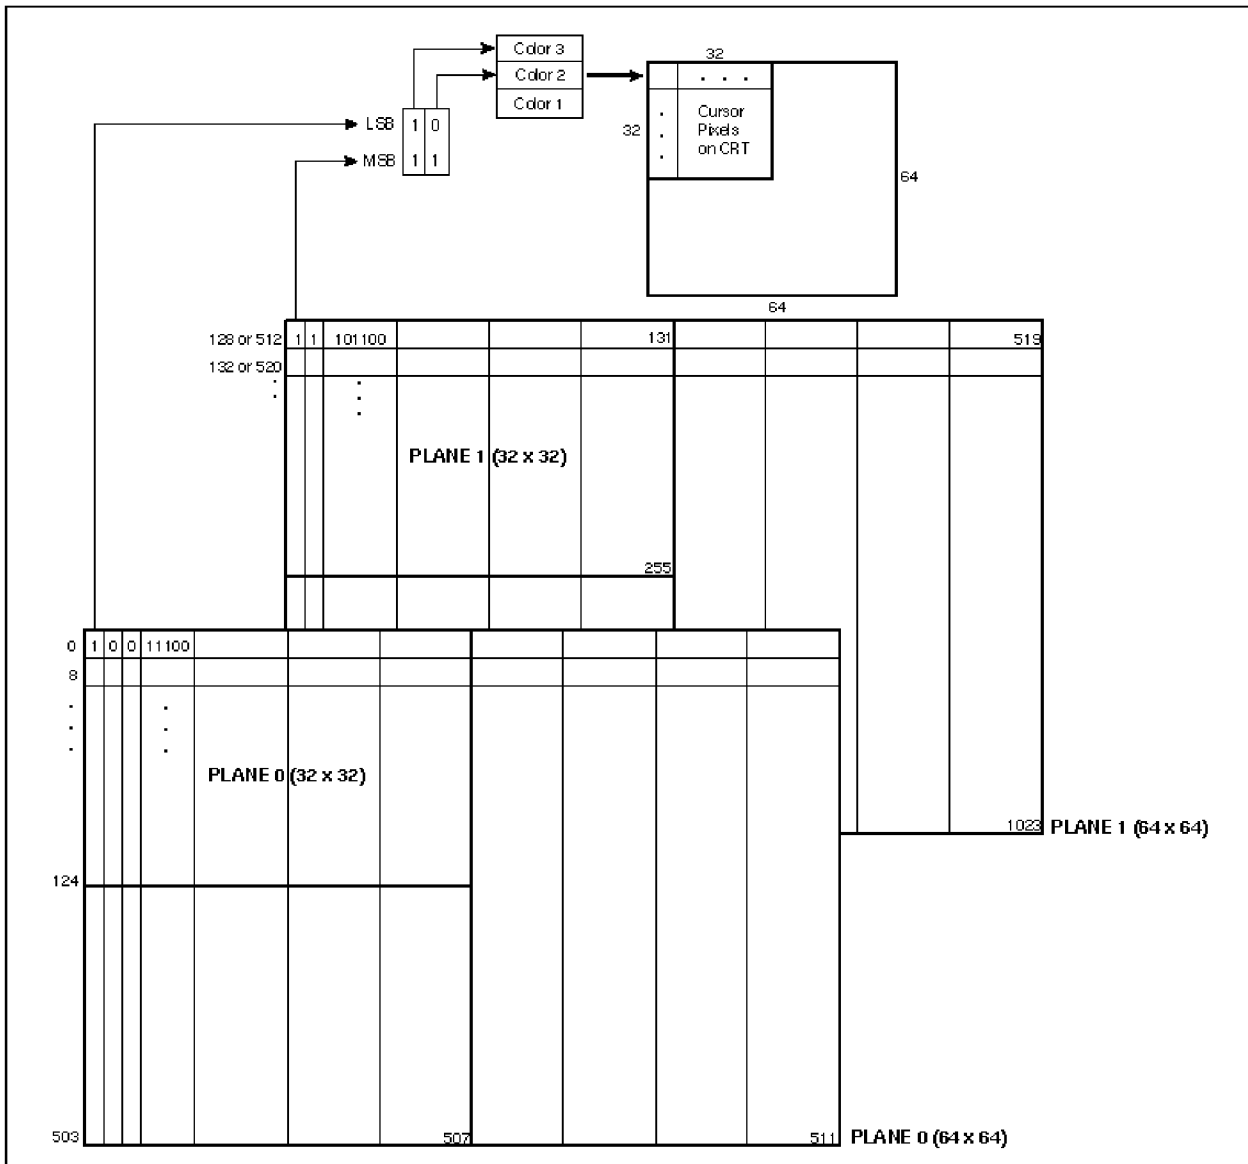 Color 3
Color 2
Color 1
32
. . .
32
Cursor
Pixels
on CRT
64
64
LSB 1 0
MSB 1 1
128 or 512 1 1 101100 131 519
132 or 520
PLANE 1 (32 x 32)
255
0 1 0 0 11100
8
PLANE 0 (32 x 32)
1023 PLANE 1 (64 x 64)
124
503 507 511 PLANE 0 (64 x 64)